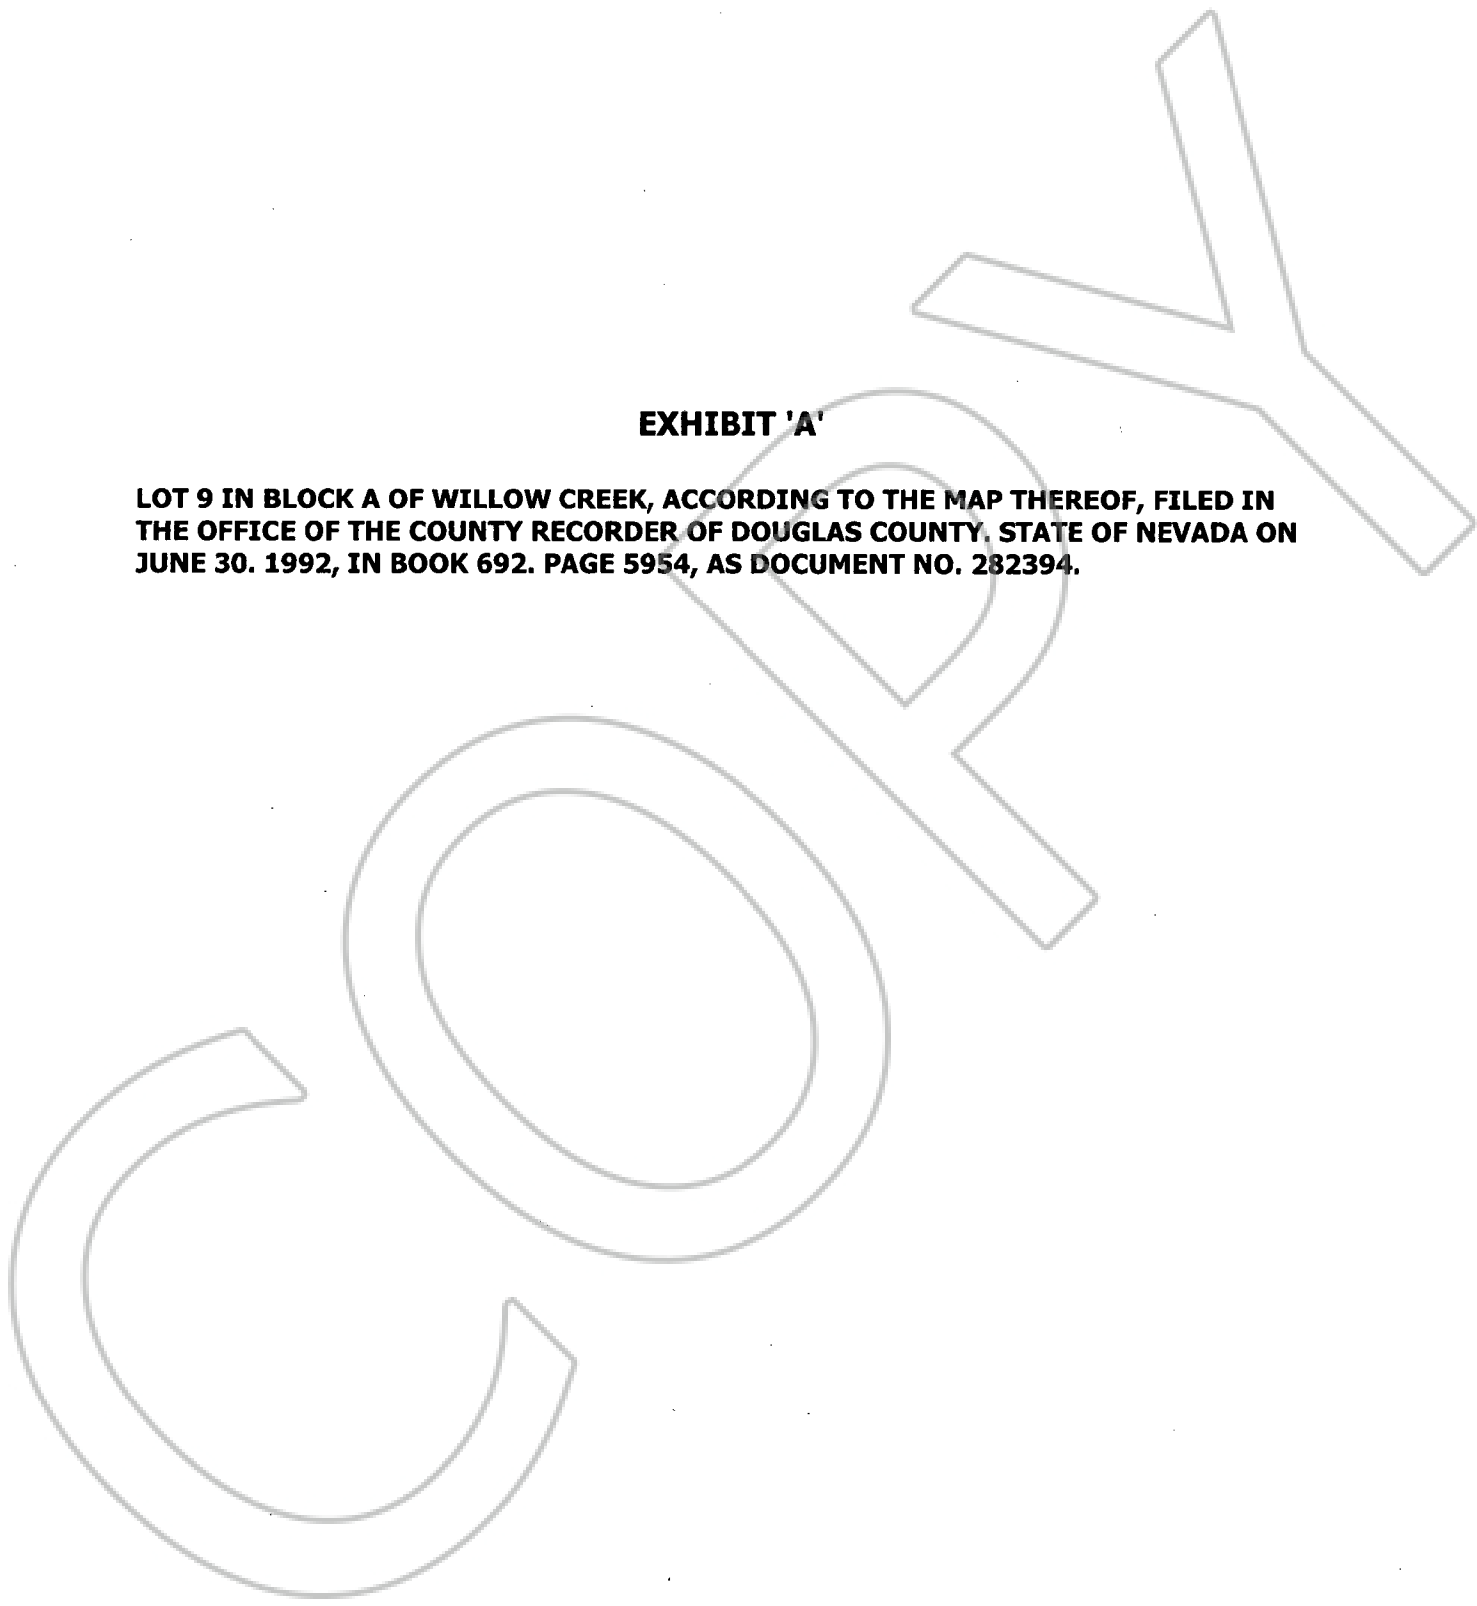 EXHIBIT 'A'
LOT 9 IN BLOCK A OF WILLOW CREEK, ACCORDING TO THE MAP THEREOF, FILED IN
THE OFFICE OF THE COUNTY RECORDER OF DOUGLAS COUNTY, STATE OF NEVADA ON
JUNE 30. 1992, IN BOOK 692. PAGE 5954, AS DOCUMENT NO. 282394.
COPY